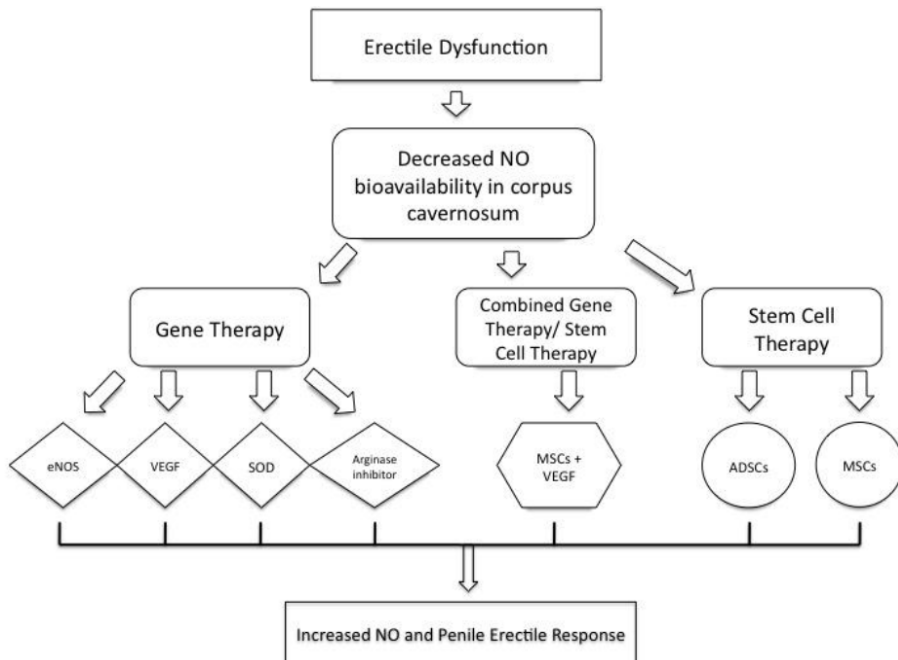 Erectile Dysfunction
Decreased NO
bioavailability in corpus
cavernosum
Gene Therapy
Combined Gene
Therapy/ Stem
Cell Therapy
Stem Cell
Therapy
eNOS
VEGF
SOD
Arginase
inhibitor
MSCs +
VEGF
ADSCs
MSCs
Increased NO and Penile Erectile Response